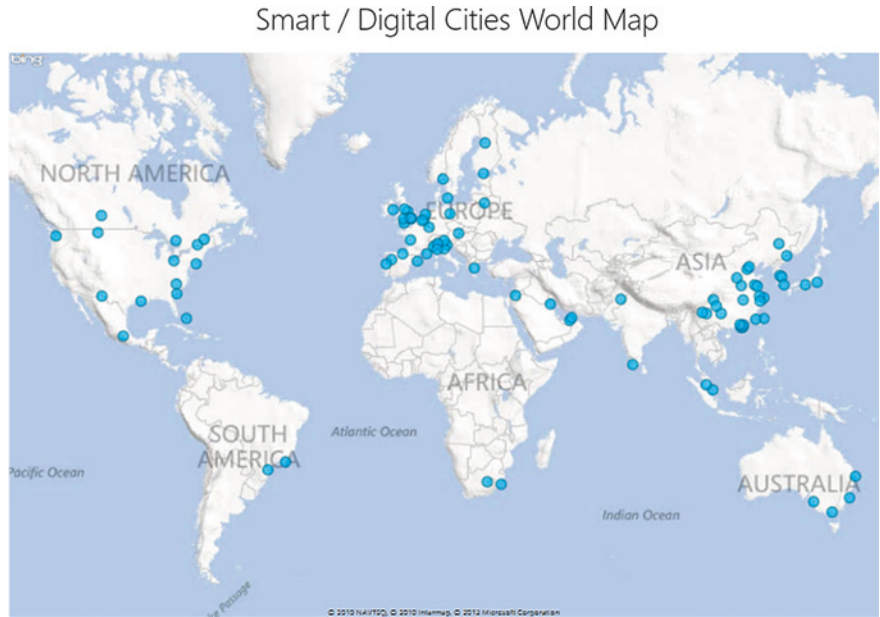 Smart / Digital Cities World Map
bing
NORTH AMERICA
EUROPE
ASIA
AFRICA
Atlantic Ocean
SOUTH
AMERICA
Pacific Ocean
AUSTRALIA
Indian Ocean
ke Passage
© 2010 NAVTEQ, © 2010 Intermap, © 2012 Microsoft Corporation